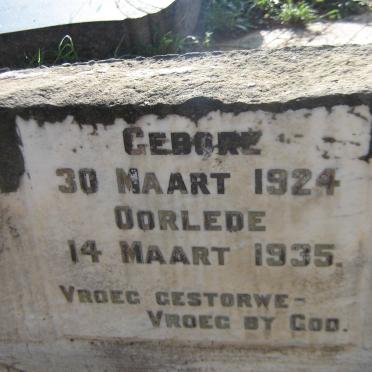 GEBORE
30 MAART 1924
OORLEDE
14 MAART 1935.
VROEG GESTORWE-
VROEG BY GOD.